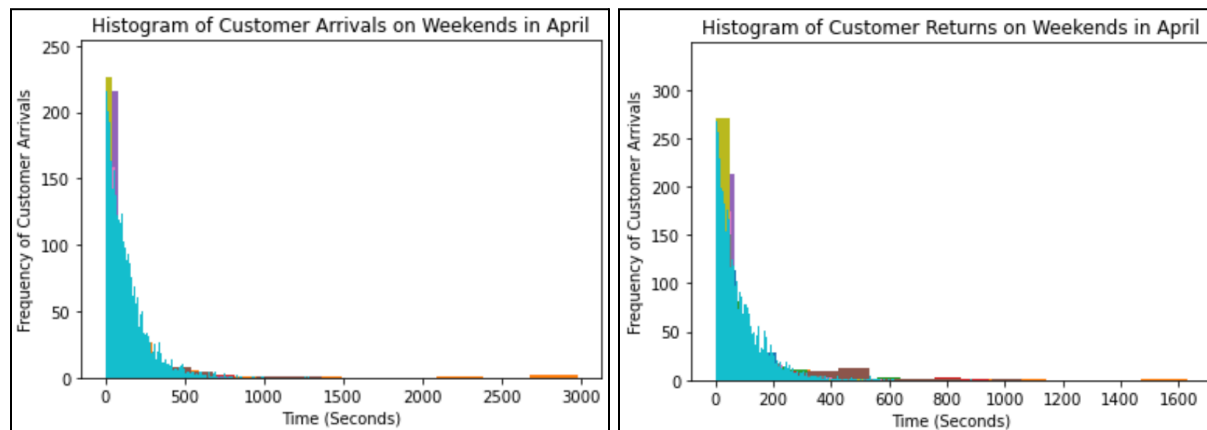 Histogram of Customer Arrivals on Weekends in April
250
200
150
100
50
0
Frequency of Customer Arrivals
0 500 1000 1500 2000 2500 3000
Time (Seconds)
Histogram of Customer Returns on Weekends in April
300
250
200
150
100
50
0
Frequency of Customer Arrivals
0 200 400 600 800 1000 1200 1400 1600
Time (Seconds)